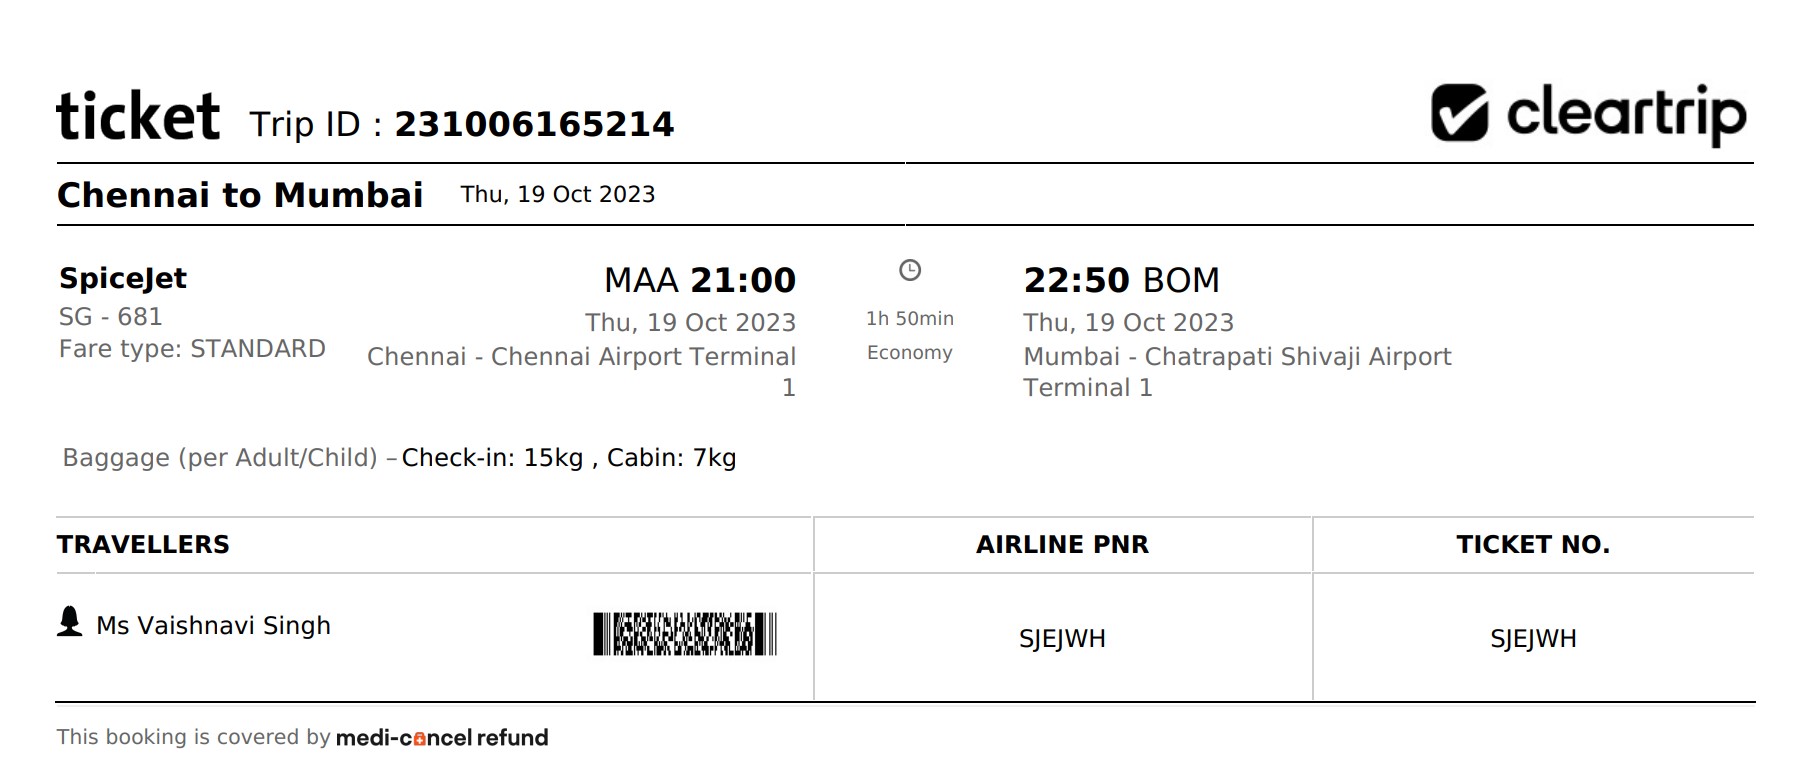 ticket Trip ID : 231006165214 cleartrip
Chennai to Mumbai Thu, 19 Oct 2023
SpiceJet
SG - 681
Fare type: STANDARD
MAA 21:00
Thu, 19 Oct 2023
Chennai - Chennai Airport Terminal
1
1h 50min
Economy
22:50 BOM
Thu, 19 Oct 2023
Mumbai - Chatrapati Shivaji Airport
Terminal 1
Baggage (per Adult/Child) – Check-in: 15kg , Cabin: 7kg
TRAVELLERS AIRLINE PNR TICKET NO.
Ms Vaishnavi Singh SJEJWH SJEJWH
This booking is covered by medi-cancel refund